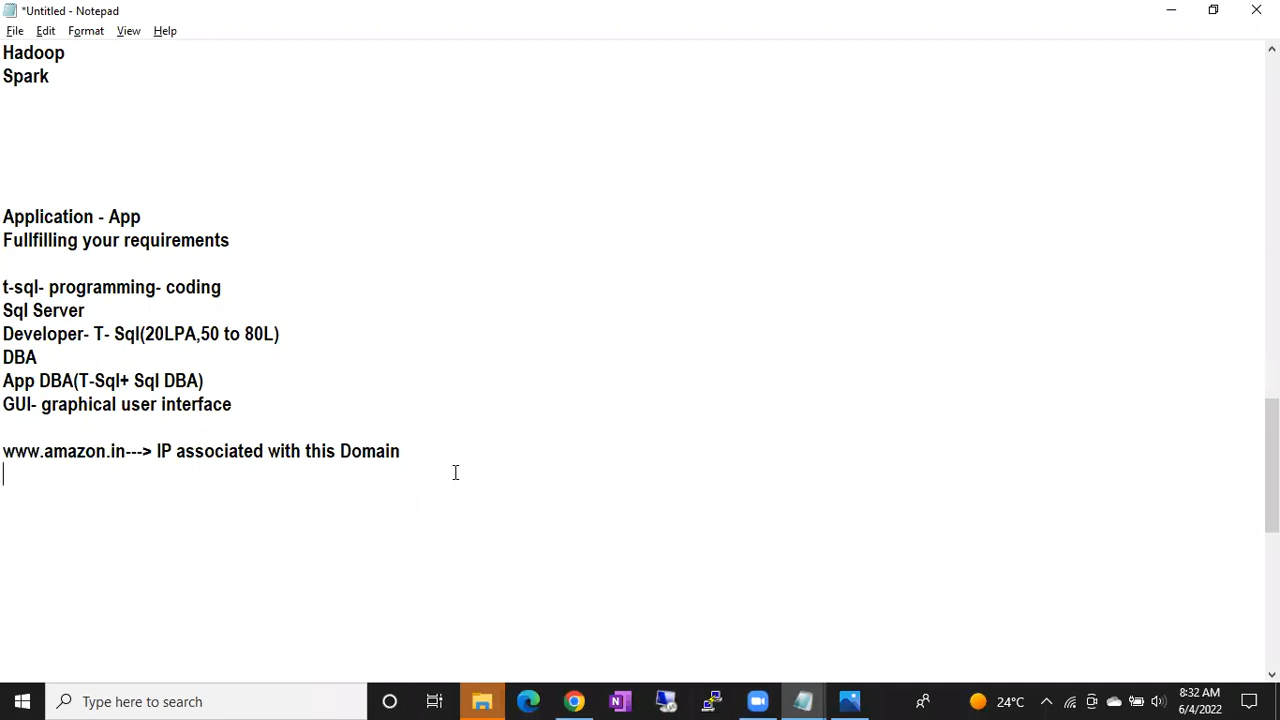 *Untitled - Notepad
File Edit Format View Help
Hadoop
Spark
Application - App
Fullfilling your requirements
t-sql- programming- coding
Sql Server
Developer- T- Sql(20LPA,50 to 80L)
DBA
App DBA(T-Sql+ Sql DBA)
GUI- graphical user interface
www.amazon.in---> IP associated with this Domain
Type here to search
24°C
8:32 AM
6/4/2022